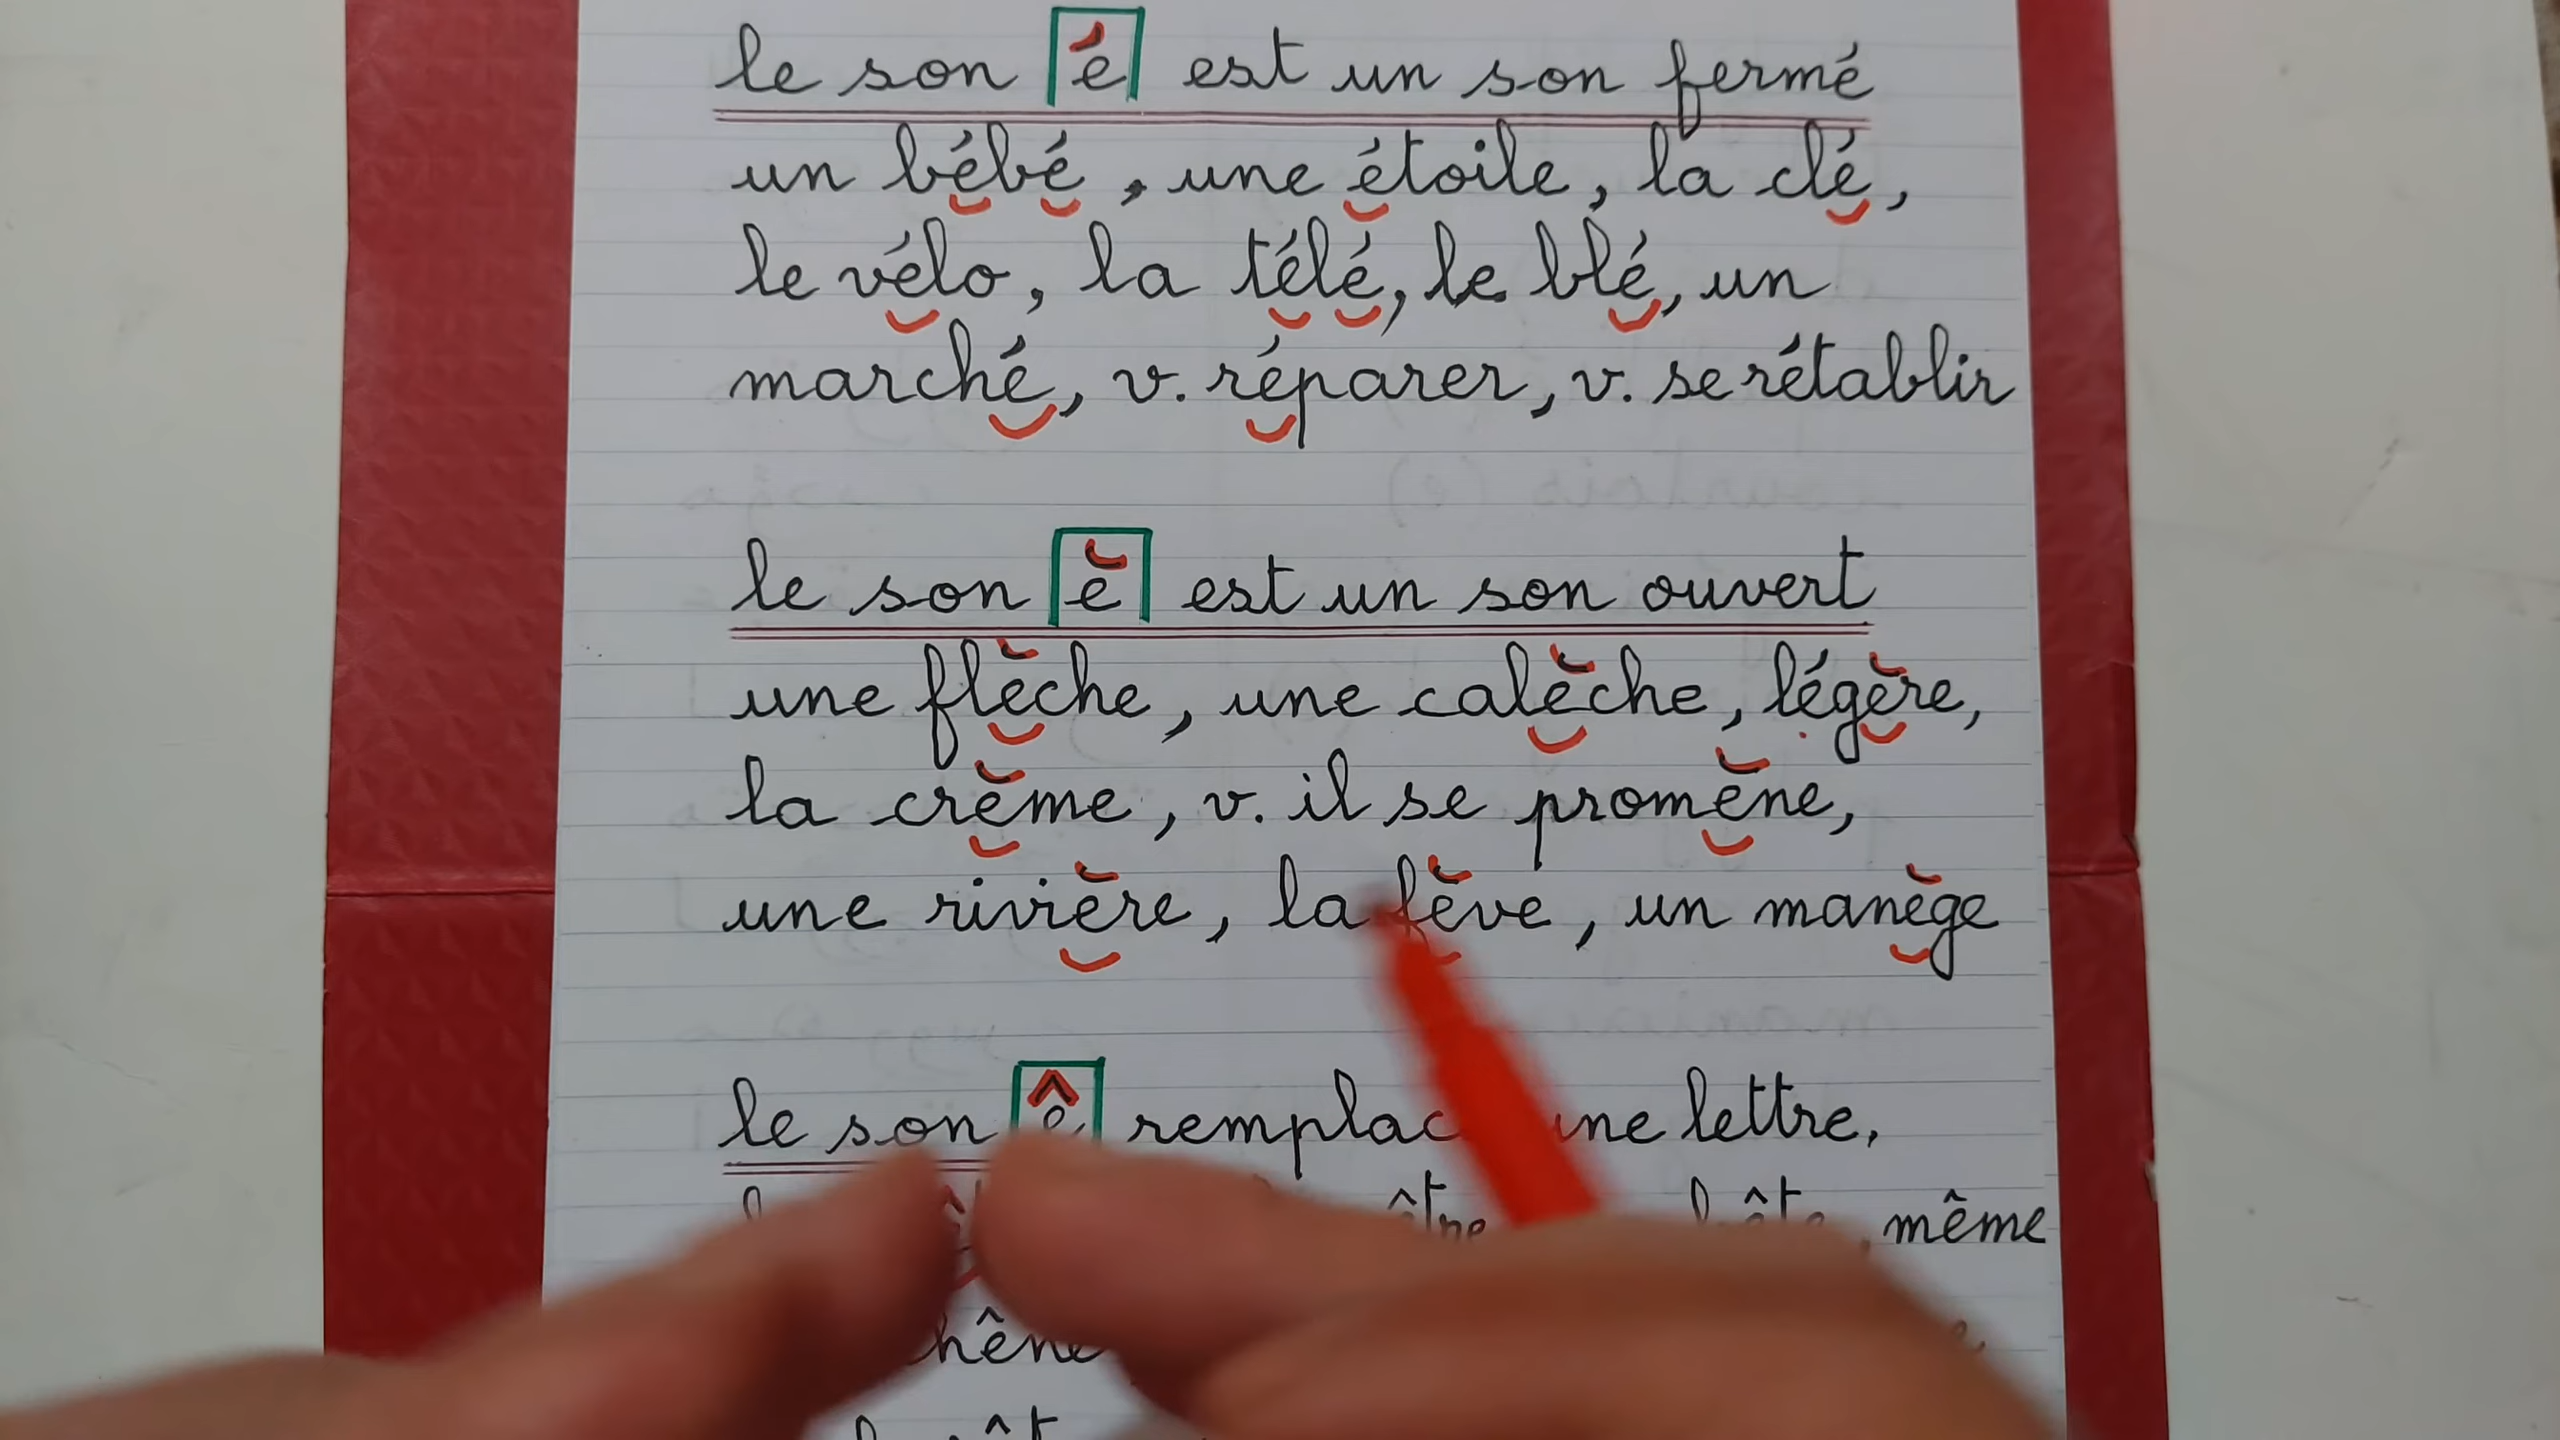 le son é est un son fermé
un bébé, une étoile, la clé,
le vélo, la télé, le blé, un
marché, v. réparer, v. se rétablir
le son è est un son ouvert
une flèche, une calèche, légère,
la crème, v. il se promène,
une rivière, la fève, un manège
le son ê une lettre,
même